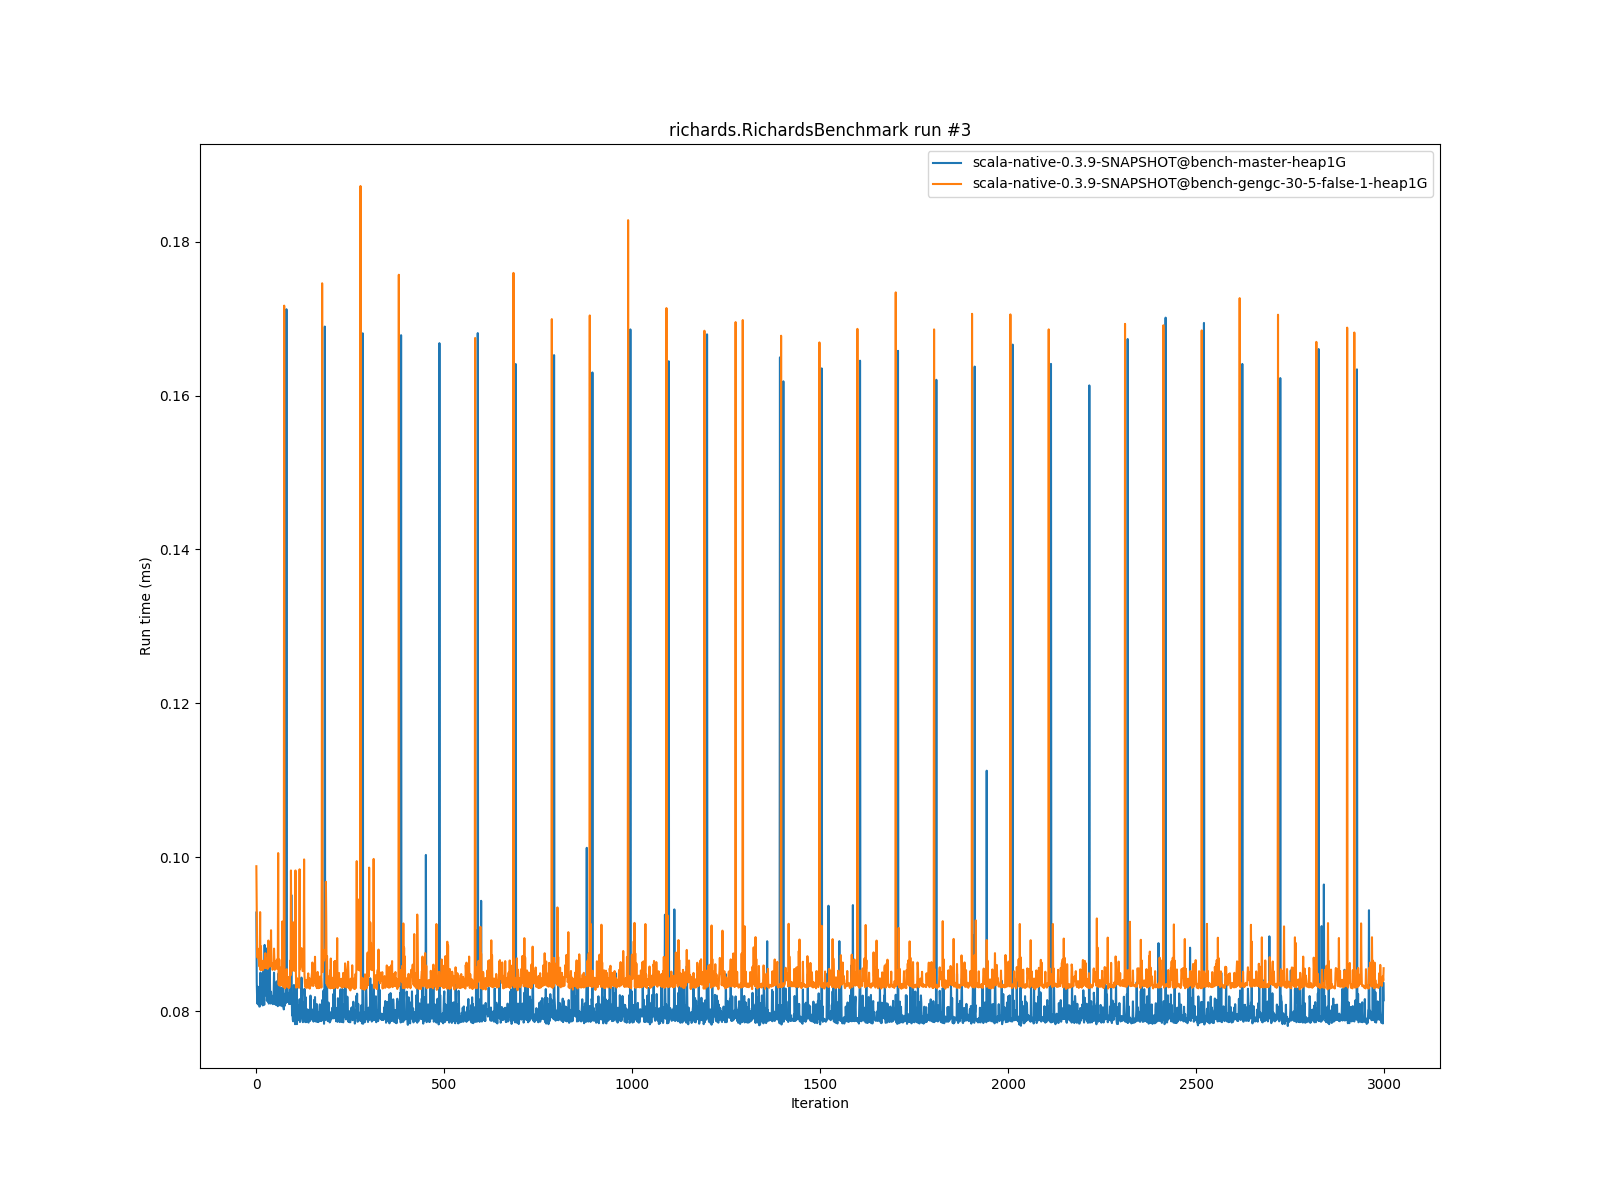 richards.RichardsBenchmark run #3
scala-native-0.3.9-SNAPSHOT@bench-master-heap1G
scala-native-0.3.9-SNAPSHOT@bench-gengc-30-5-false-1-heap1G
Run time (ms)
0.18
0.16
0.14
0.12
0.10
0.08
0 500 1000 1500 2000 2500 3000
Iteration